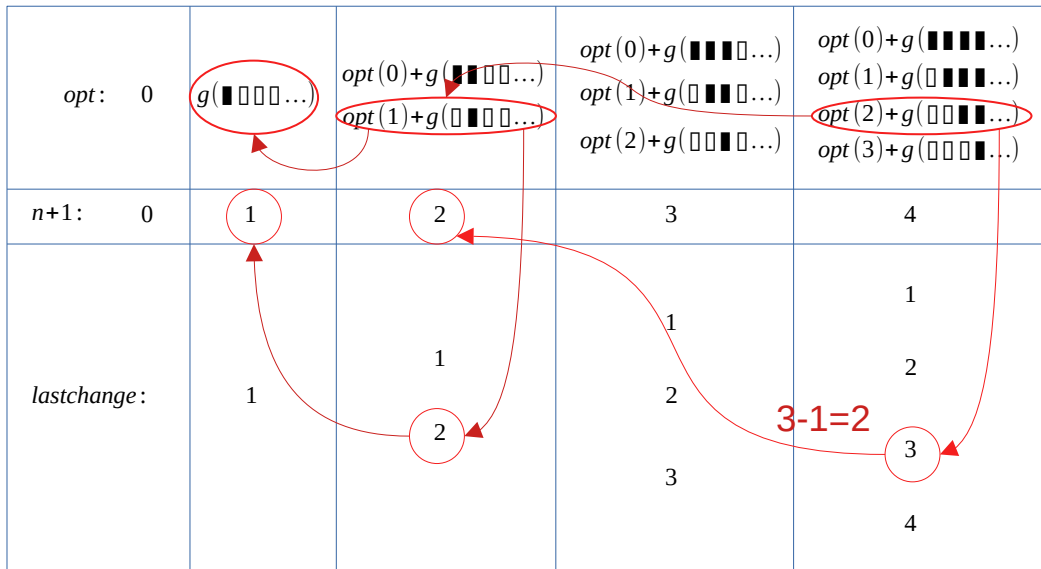 opt: 0
g(▮▯▯▯...)
opt(0)+g(▮▮▯▯...)
opt(1)+g(▯▮▯▯...)
opt(0)+g(▮▮▮▯...)
opt(1)+g(▯▮▮▯...)
opt(2)+g(▯▯▮▯...)
opt(0)+g(▮▮▮▮...)
opt(1)+g(▯▮▮▮...)
opt(2)+g(▯▯▮▮...)
opt(3)+g(▯▯▯▮...)
n+1: 0 1 2 3 4
lastchange:
1
1
2
1
2
3
3-1=2
1
2
3
4